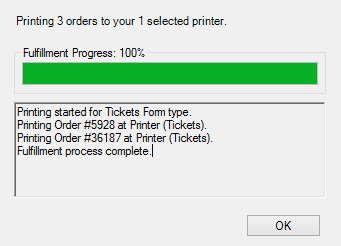 Printing 3 orders to your 1 selected printer.
Fulfillment Progress: 100%
Printing started for Tickets Form type.
Printing Order #5928 at Printer (Tickets).
Printing Order #36187 at Printer (Tickets).
Fulfillment process complete.
OK